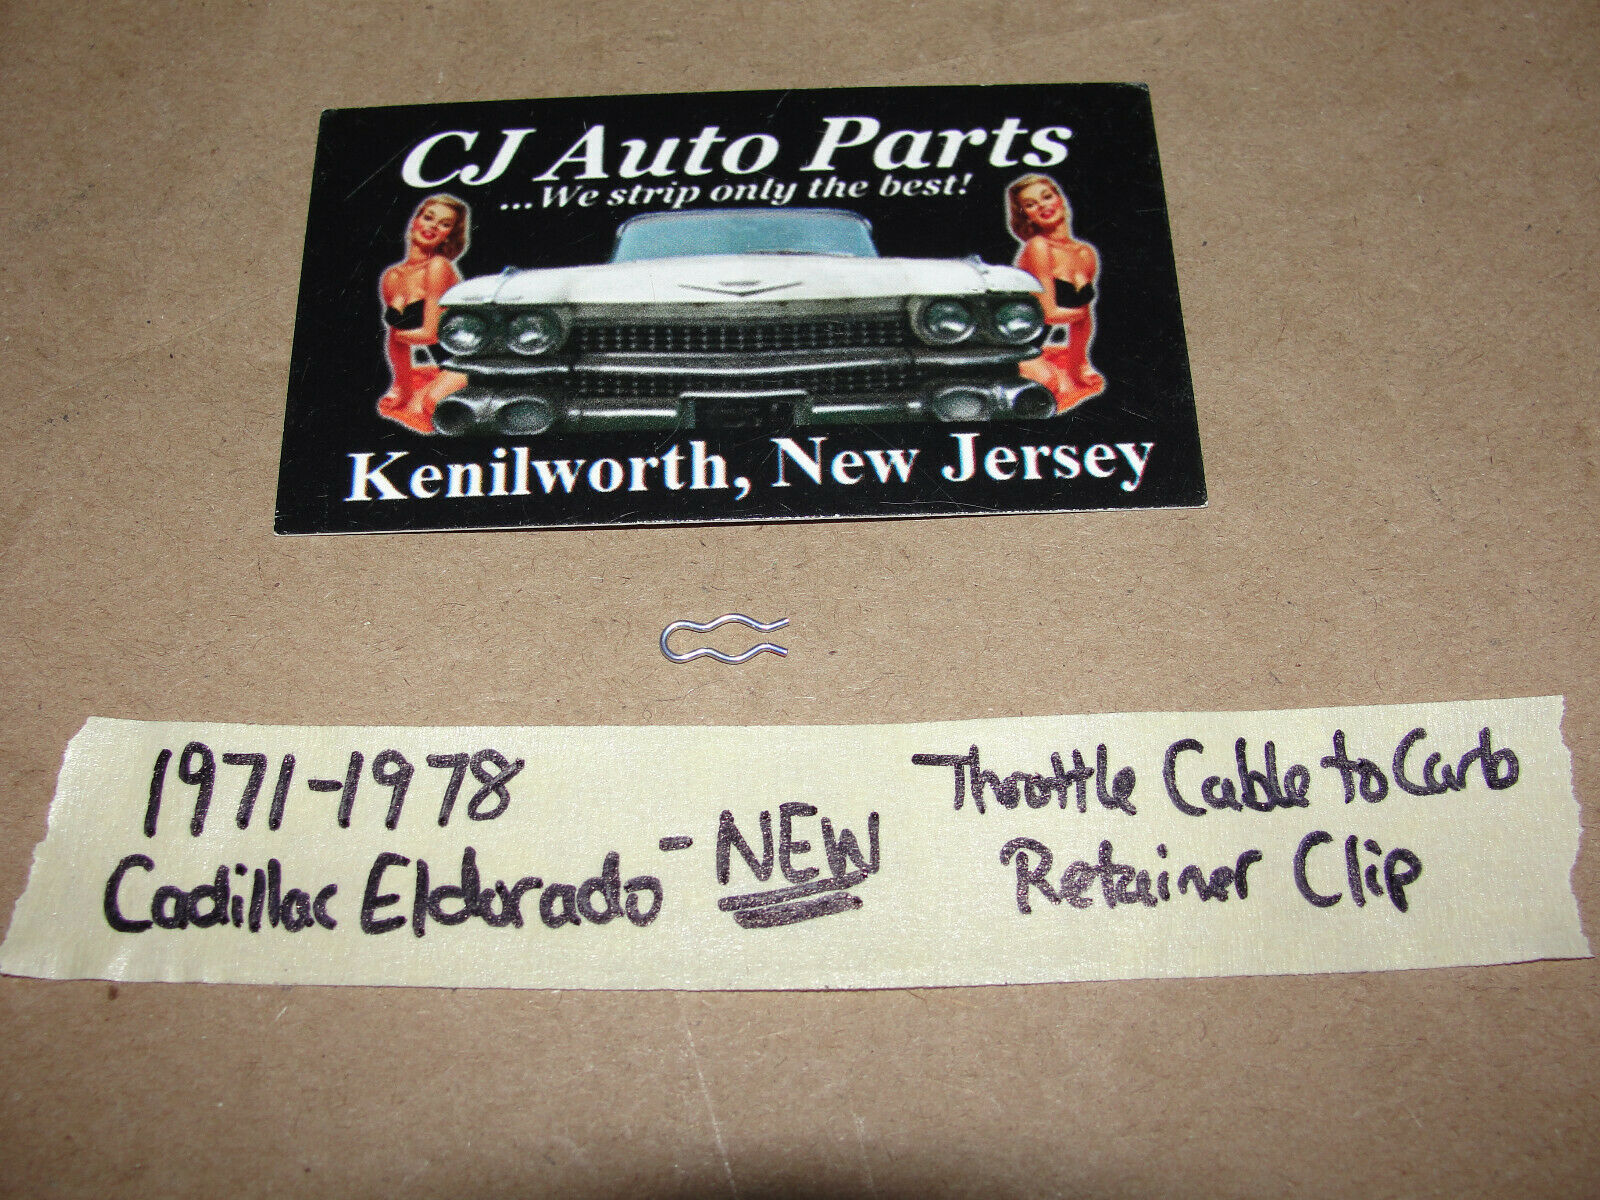 CJ Auto Parts
...We strip only the best!
Kenilworth, New Jersey
1971-1978
Cadillac Eldorado - NEW
Throttle Cable to Carb
Retainer Clip